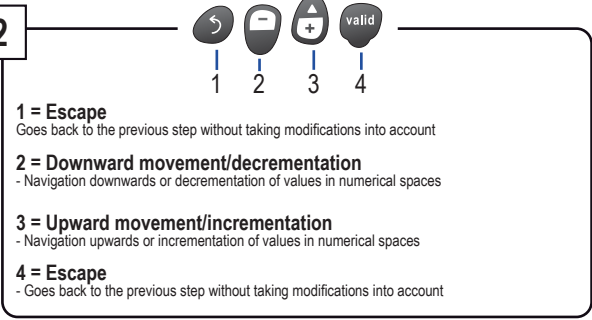 2
- +
valid
1 2 3 4
1 = Escape
Goes back to the previous step without taking modifications into account
2 = Downward movement/decrementation
- Navigation downwards or decrementation of values in numerical spaces
3 = Upward movement/incrementation
- Navigation upwards or incrementation of values in numerical spaces
4 = Escape
- Goes back to the previous step without taking modifications into account